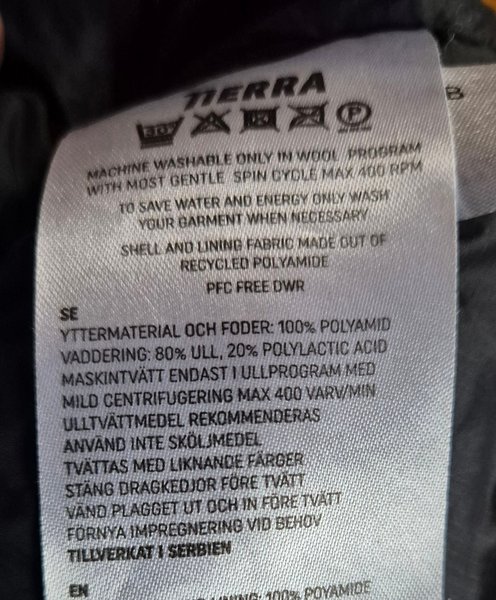 TIERRA
30 P
MACHINE WASHABLE ONLY IN WOOL PROGRAM
WITH MOST GENTLE SPIN CYCLE MAX 400 RPM
TO SAVE WATER AND ENERGY ONLY WASH
YOUR GARMENT WHEN NECESSARY
SHELL AND LINING FABRIC MADE OUT OF
RECYCLED POLYAMIDE
PFC FREE DWR
SE
YTTERMATERIAL OCH FODER: 100% POLYAMID
VADDERING: 80% ULL, 20% POLYLACTIC ACID
MASKINTVÄTT ENDAST I ULLPROGRAM MED
MILD CENTRIFUGERING MAX 400 VARV/MIN
ULLTVÄTTMEDEL REKOMMENDERAS
ANVÄND INTE SKÖLJMEDEL
TVÄTTAS MED LIKNANDE FÄRGER
STÄNG DRAGKEDJOR FÖRE TVÄTT
VÄND PLAGGET UT OCH IN FÖRE TVÄTT
FÖRNYA IMPREGNERING VID BEHOV
TILLVERKAT I SERBIEN
EN
LINING: 100% POYAMIDE